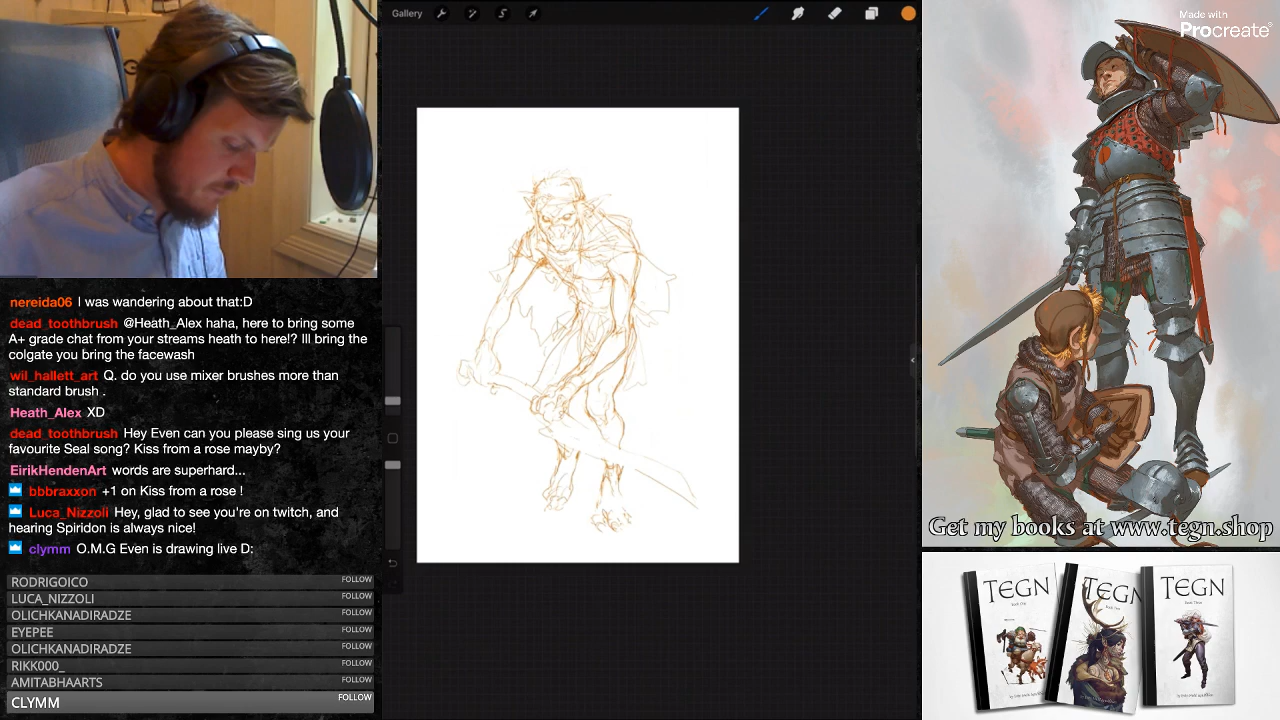 Gallery
Made with
Procreate
nereida06 I was wandering about that:D
dead_toothbrush @Heath_Alex haha, here to bring some
A+ grade chat from your streams heath to here!? Ill bring the
colgate you bring the facewash
wil_hallett_art Q. do you use mixer brushes more than
standard brush .
Heath_Alex XD
dead_toothbrush Hey Even can you please sing us your
favourite Seal song? Kiss from a rose mayby?
EirikHendenArt words are superhard...
bbbraxxon +1 on Kiss from a rose !
Luca_Nizzoli Hey, glad to see you're on twitch, and
hearing Spiridon is always nice!
clymm O.M.G Even is drawing live D:
RODRIGOICO FOLLOW
LUCA_NIZZOLI FOLLOW
OLICHKANADIRADZE FOLLOW
EYEPEE FOLLOW
OLICHKANADIRADZE FOLLOW
RIKK000_ FOLLOW
AMITABHAARTS FOLLOW
CLYMM FOLLOW
Get my books at www.tegn.shop
TEGN
TEGN
TEGN